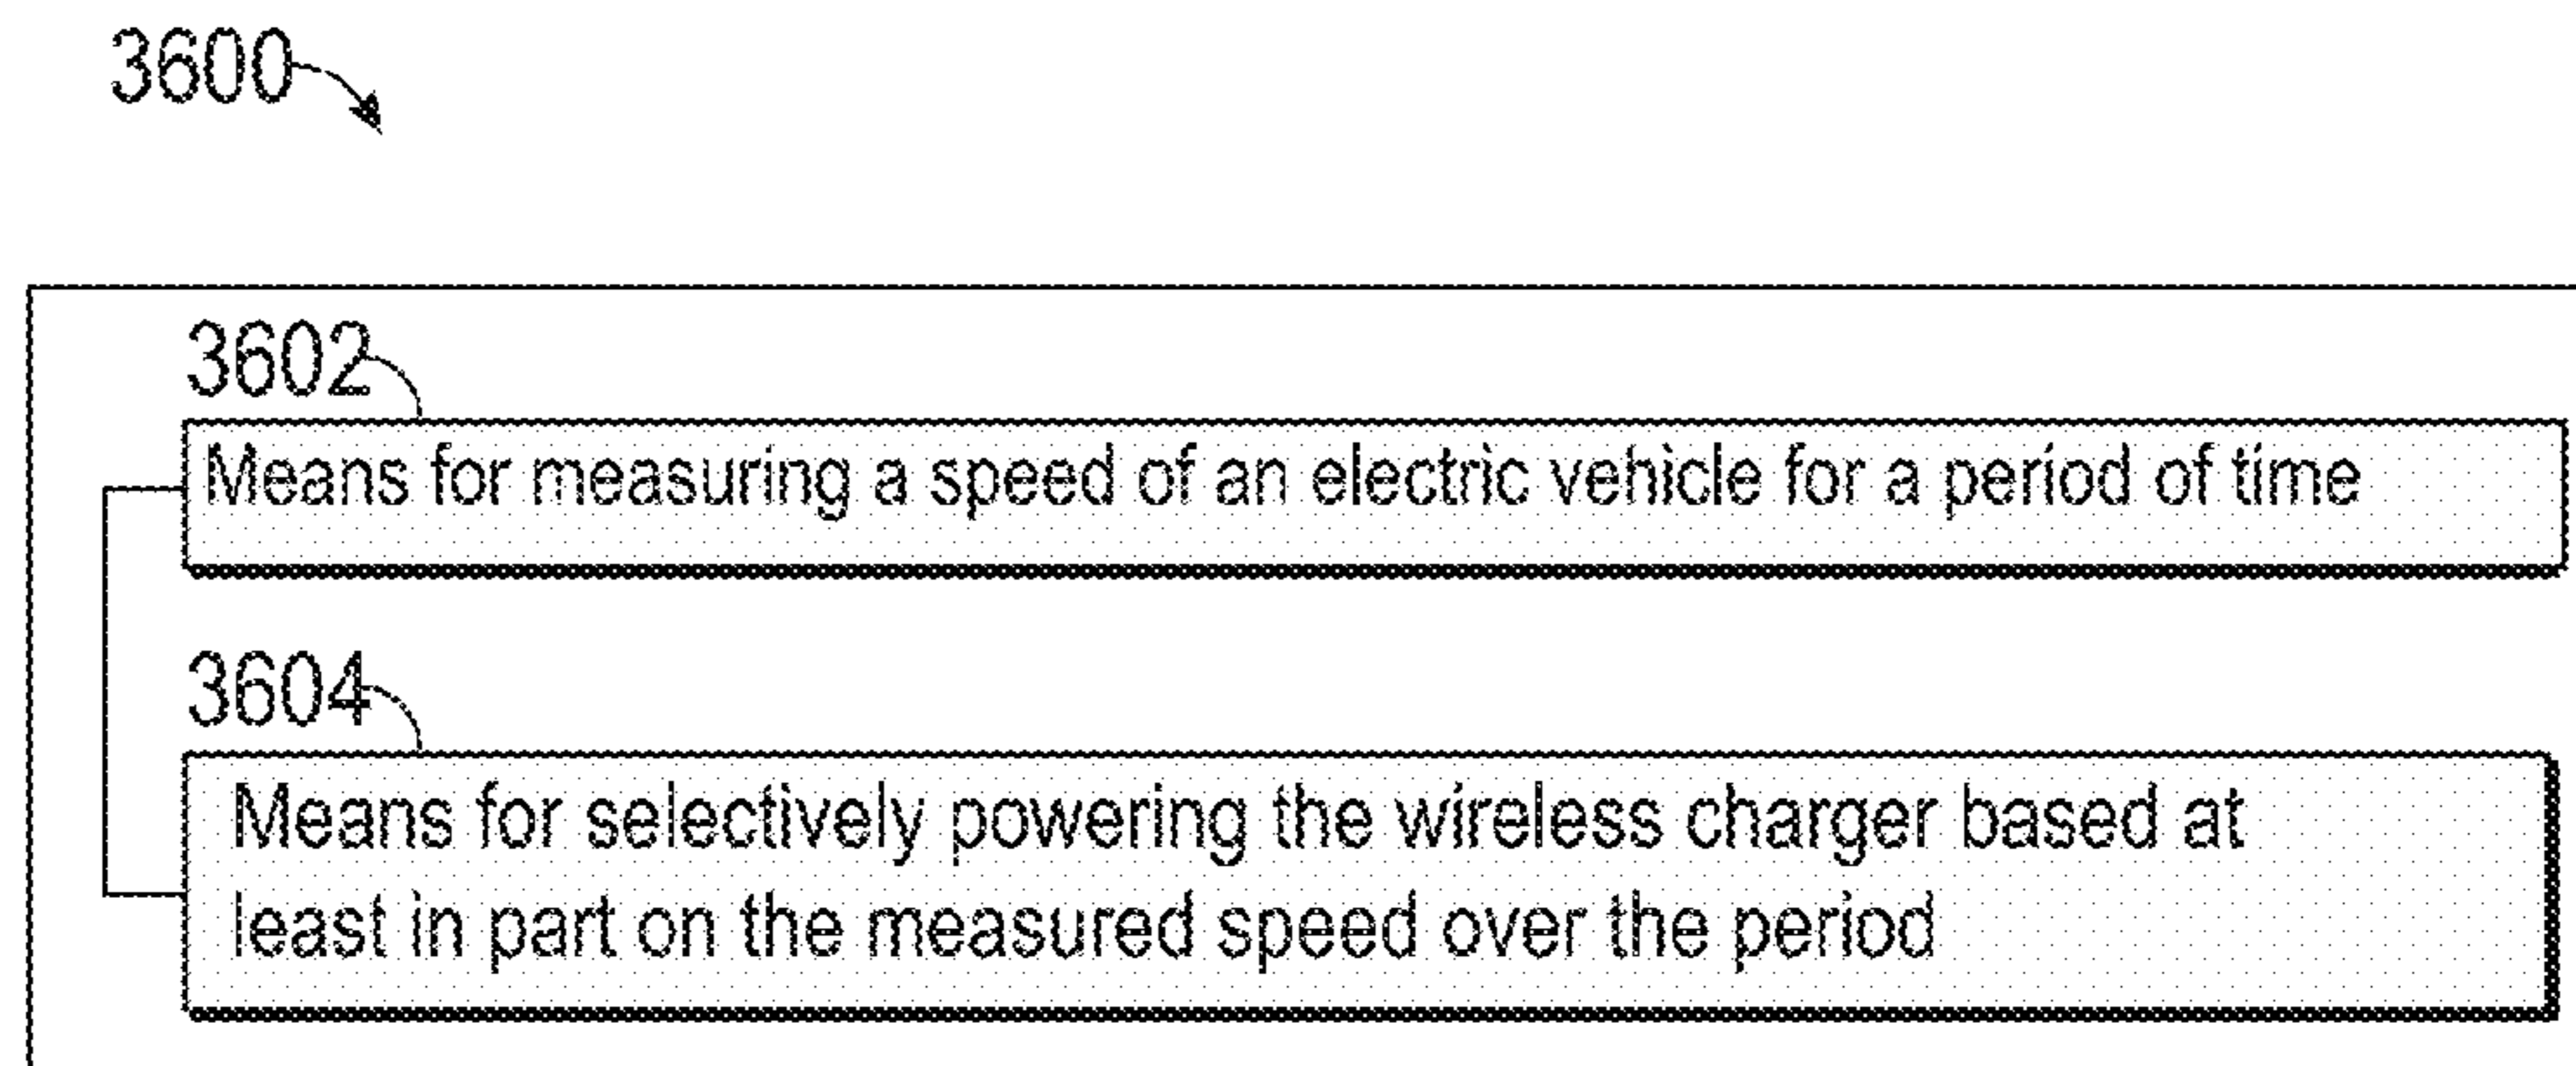 3600
3602
Means for measuring a speed of an electric vehicle for a period of time
3604
Means for selectively powering the wireless charger based at
least in part on the measured speed over the period